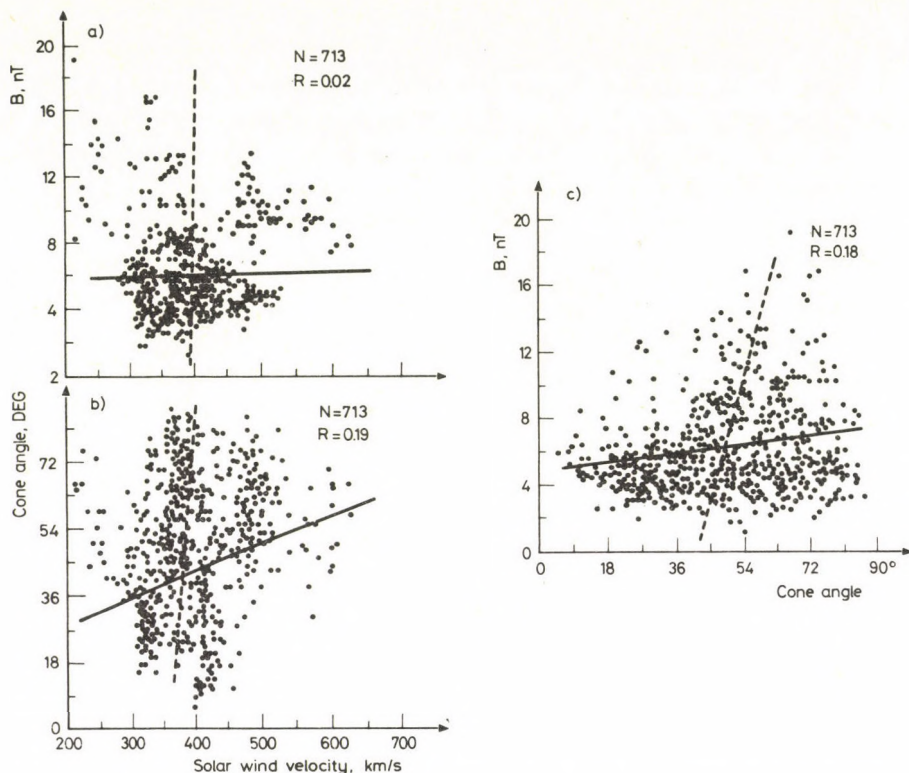 a)
N=713
R=0.02
B, nT
20
16
12
8
4
2
b)
N=713
R=0.19
Cone angle, DEG
72
54
36
18
0
200 300 400 500 600 700
Solar wind velocity, km/s
c)
N=713
R=0.18
B, nT
20
16
12
8
4
0
0 18 36 54 72 90°
Cone angle